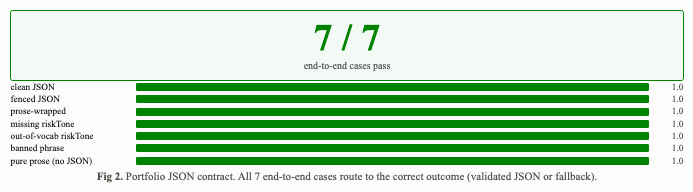 7 / 7
end-to-end cases pass
clean JSON 1.0
fenced JSON 1.0
prose-wrapped 1.0
missing riskTone 1.0
out-of-vocab riskTone 1.0
banned phrase 1.0
pure prose (no JSON) 1.0
Fig 2. Portfolio JSON contract. All 7 end-to-end cases route to the correct outcome (validated JSON or fallback).